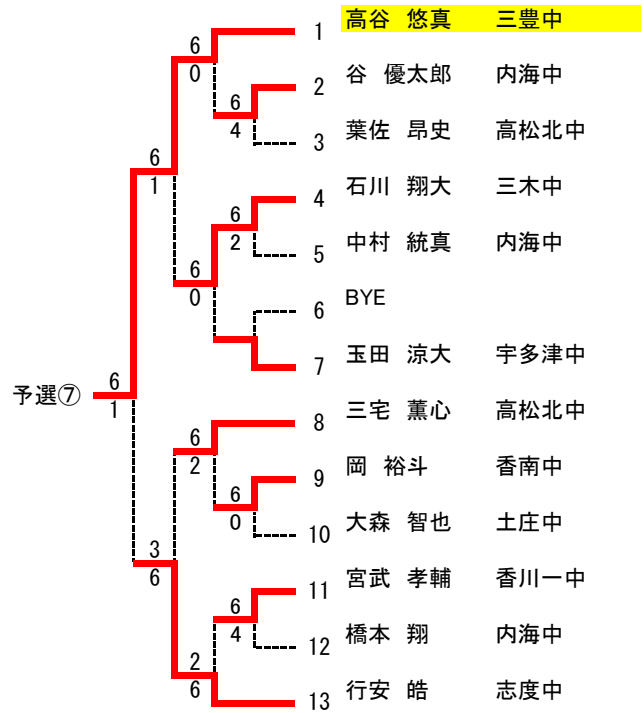 1 高谷 悠真 三豊中
6
0
2 谷 優太郎 内海中
6
4
3 葉佐 昂史 高松北中
6
1
4 石川 翔大 三木中
6
2
5 中村 統真 内海中
6
0
6 BYE
7 玉田 涼大 宇多津中
予選⑦
6
1
8 三宅 薫心 高松北中
6
2
9 岡 裕斗 香南中
6
0
10 大森 智也 土庄中
3
6
11 宮武 孝輔 香川一中
6
4
12 橋本 翔 内海中
2
6
13 行安 皓 志度中